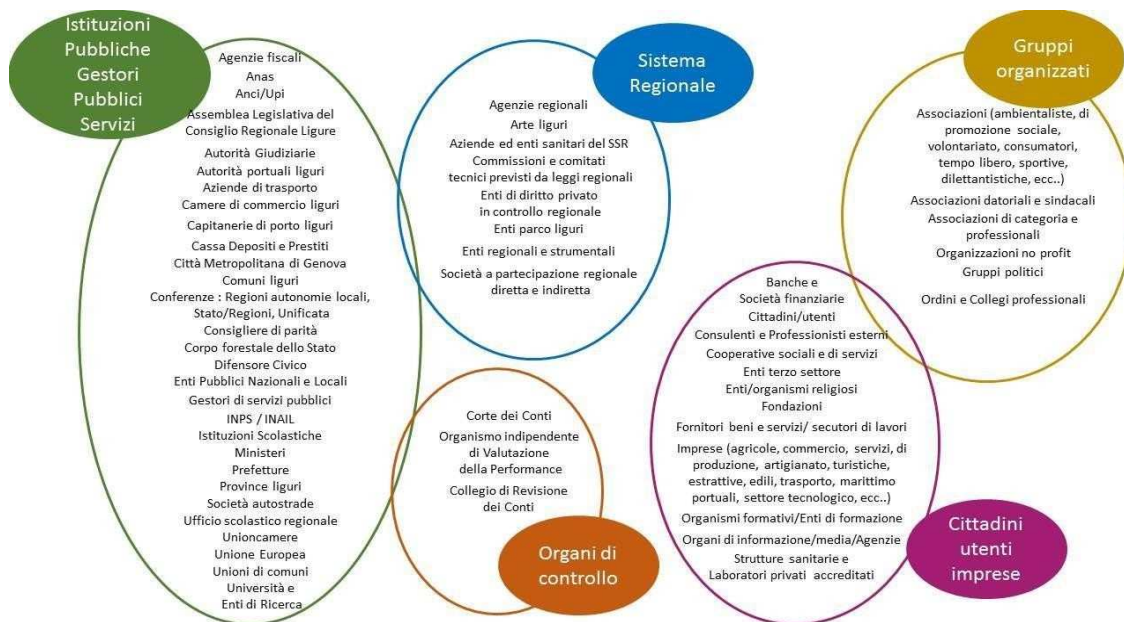 Istituzioni
Pubbliche
Gestori
Pubblici
Servizi
Agenzie fiscali
Anas
Anci/Upi
Assemblea Legislativa del
Consiglio Regionale Ligure
Autorità Giudiziarie
Autorità portuali liguri
Aziende di trasporto
Camere di commercio liguri
Capitanerie di porto liguri
Cassa Depositi e Prestiti
Città Metropolitana di Genova
Comuni liguri
Conferenze : Regioni autonomie locali,
Stato/Regioni, Unificata
Consigliere di parità
Corpo forestale dello Stato
Difensore Civico
Enti Pubblici Nazionali e Locali
Gestori di servizi pubblici
INPS / INAIL
Istituzioni Scolastiche
Ministeri
Prefetture
Province liguri
Società autostrade
Ufficio scolastico regionale
Unioncamere
Unione Europea
Unioni di comuni
Università e
Enti di Ricerca
Sistema
Regionale
Agenzie regionali
Arte liguri
Aziende ed enti sanitari del SSR
Commissioni e comitati
tecnici previsti da leggi regionali
Enti di diritto privato
in controllo regionale
Enti parco liguri
Enti regionali e strumentali
Società a partecipazione regionale
diretta e indiretta
Gruppi
organizzati
Associazioni (ambientaliste, di
promozione sociale,
volontariato, consumatori,
tempo libero, sportive,
dilettantistiche, ecc..)
Associazioni datoriali e sindacali
Associazioni di categoria e
professionali
Organizzazioni no profit
Gruppi politici
Ordini e Collegi professionali
Corte dei Conti
Organismo indipendente
di Valutazione
della Performance
Collegio di Revisione
dei Conti
Organi di
controllo
Banche e
Società finanziarie
Cittadini/utenti
Consulenti e Professionisti esterni
Cooperative sociali e di servizi
Enti terzo settore
Enti/organismi religiosi
Fondazioni
Fornitori beni e servizi/ secutori di lavori
Imprese (agricole, commercio, servizi, di
produzione, artigianato, turistiche,
estrattive, edili, trasporto, marittimo
portuali, settore tecnologico, ecc..)
Organismi formativi/Enti di formazione
Organi di informazione/media/Agenzie
Strutture sanitarie e
Laboratori privati accreditati
Cittadini
utenti
imprese